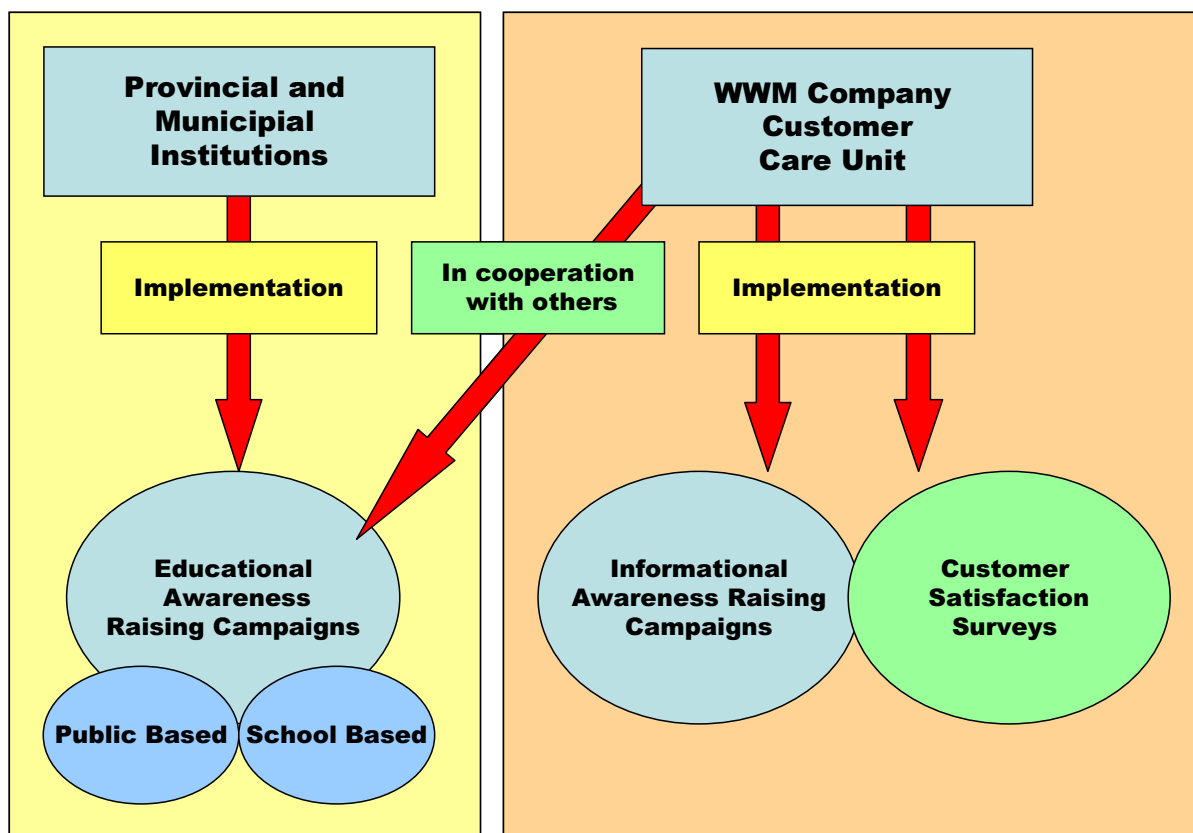 Provincial and
Municipial
Institutions
WWM Company
Customer
Care Unit
Implementation
In cooperation
with others
Implementation
Educational
Awareness
Raising Campaigns
Informational
Awareness Raising
Campaigns
Customer
Satisfaction
Surveys
Public Based
School Based